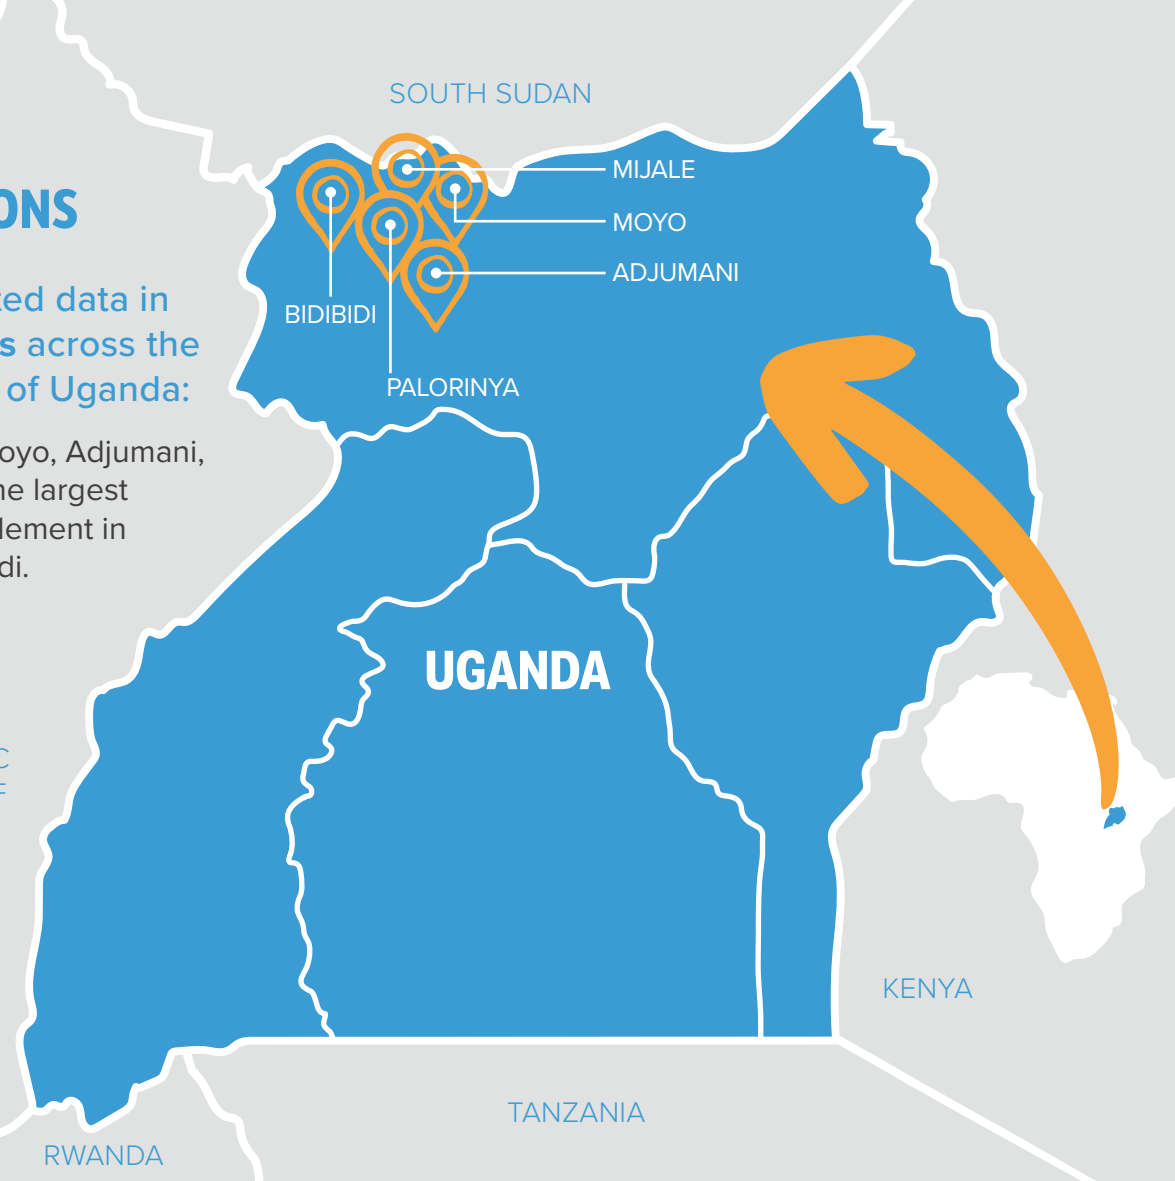 ONS
ted data in
s across the
of Uganda:
oyo, Adjumani,
ne largest
lement in
di.
SOUTH SUDAN
MIJALE
MOYO
ADJUMANI
BIDIBIDI
PALORINYA
UGANDA
C
KENYA
TANZANIA
RWANDA